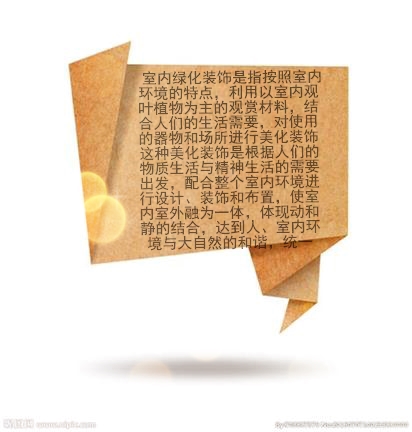 室内绿化装饰是指按照室内
环境的特点，利用以室内观
叶植物为主的观赏材料，结
合人们的生活需要，对使用
的器物和场所进行美化装饰
这种美化装饰是根据人们的
物质生活与精神生活的需要
出发，配合整个室内环境进
行设计、装饰和布置，使室
内室外融为一体，体现动和
静的结合，达到人、室内环
境与大自然的和谐，统一
www.nipic.com